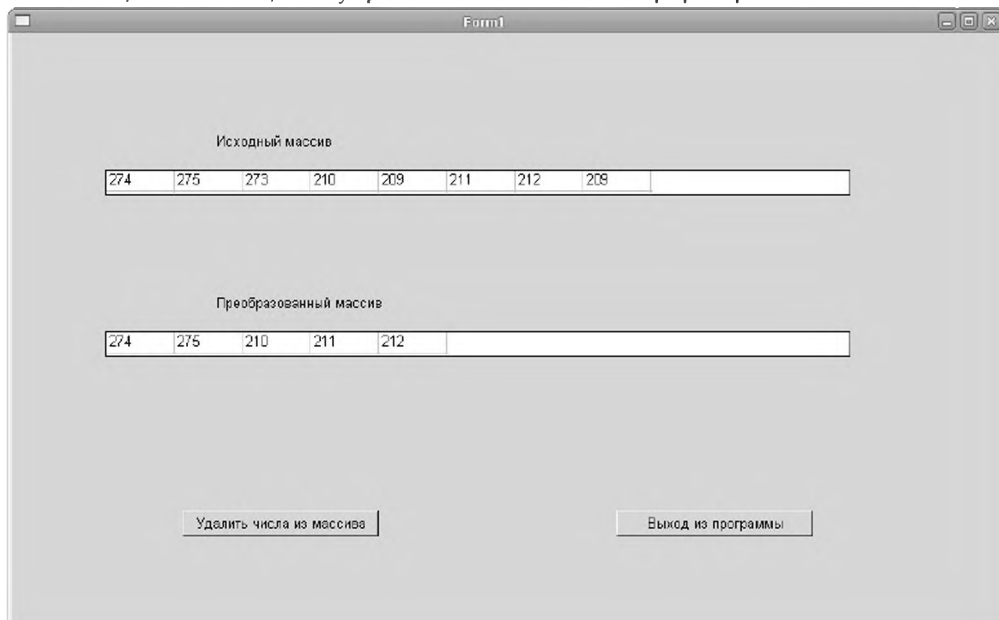 Form1
Исходный массив
274 275 273 210 209 211 212 209
Преобразованный массив
274 275 210 211 212
Удалить числа из массива
Выход из программы